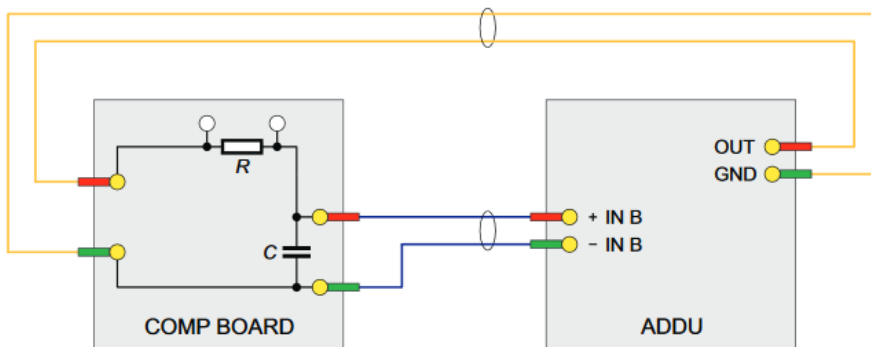 R
C
OUT
GND
+ IN B
− IN B
COMP BOARD
ADDU